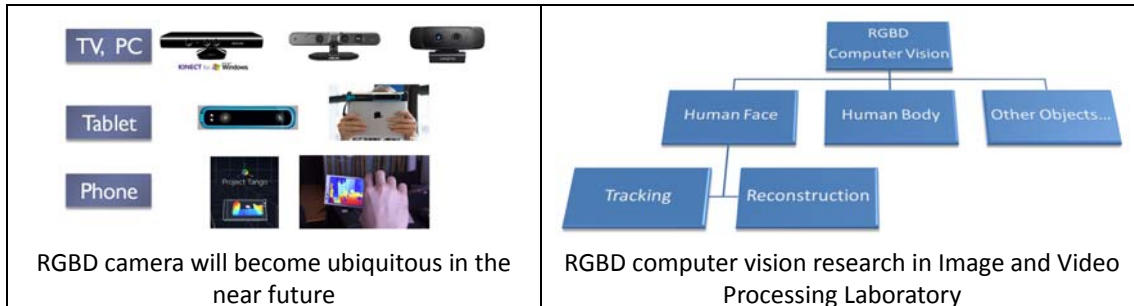 TV, PC
KINECT for Windows
Tablet
Phone
Project Tango
RGBD camera will become ubiquitous in the
near future
RGBD
Computer Vision
Human Face
Human Body
Other Objects...
Tracking
Reconstruction
RGBD computer vision research in Image and Video
Processing Laboratory